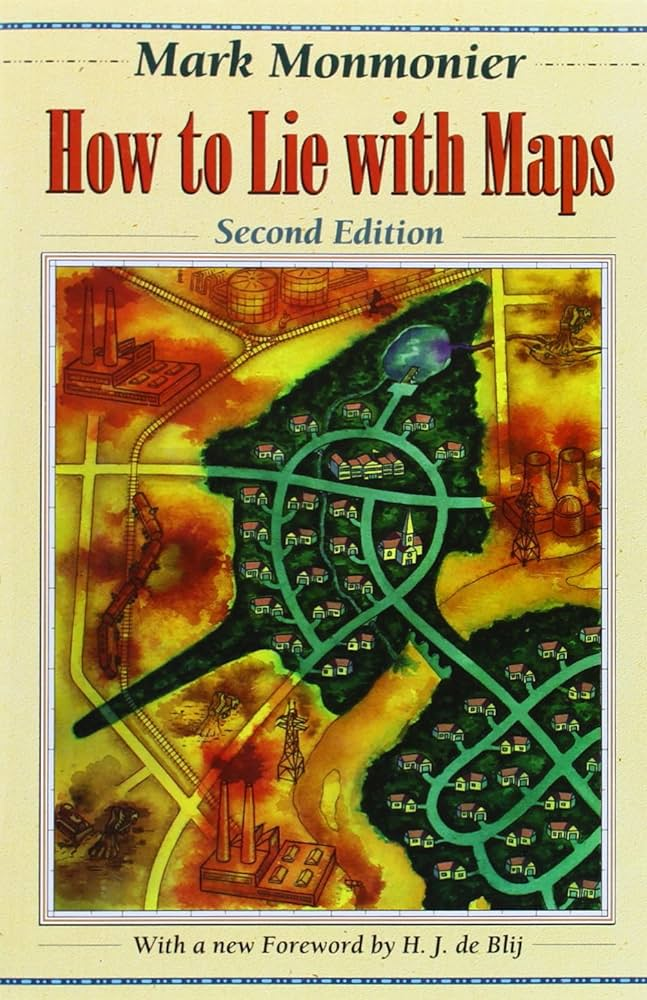 Mark Monmonier
How to Lie with Maps
Second Edition
With a new Foreword by H. J. de Blij